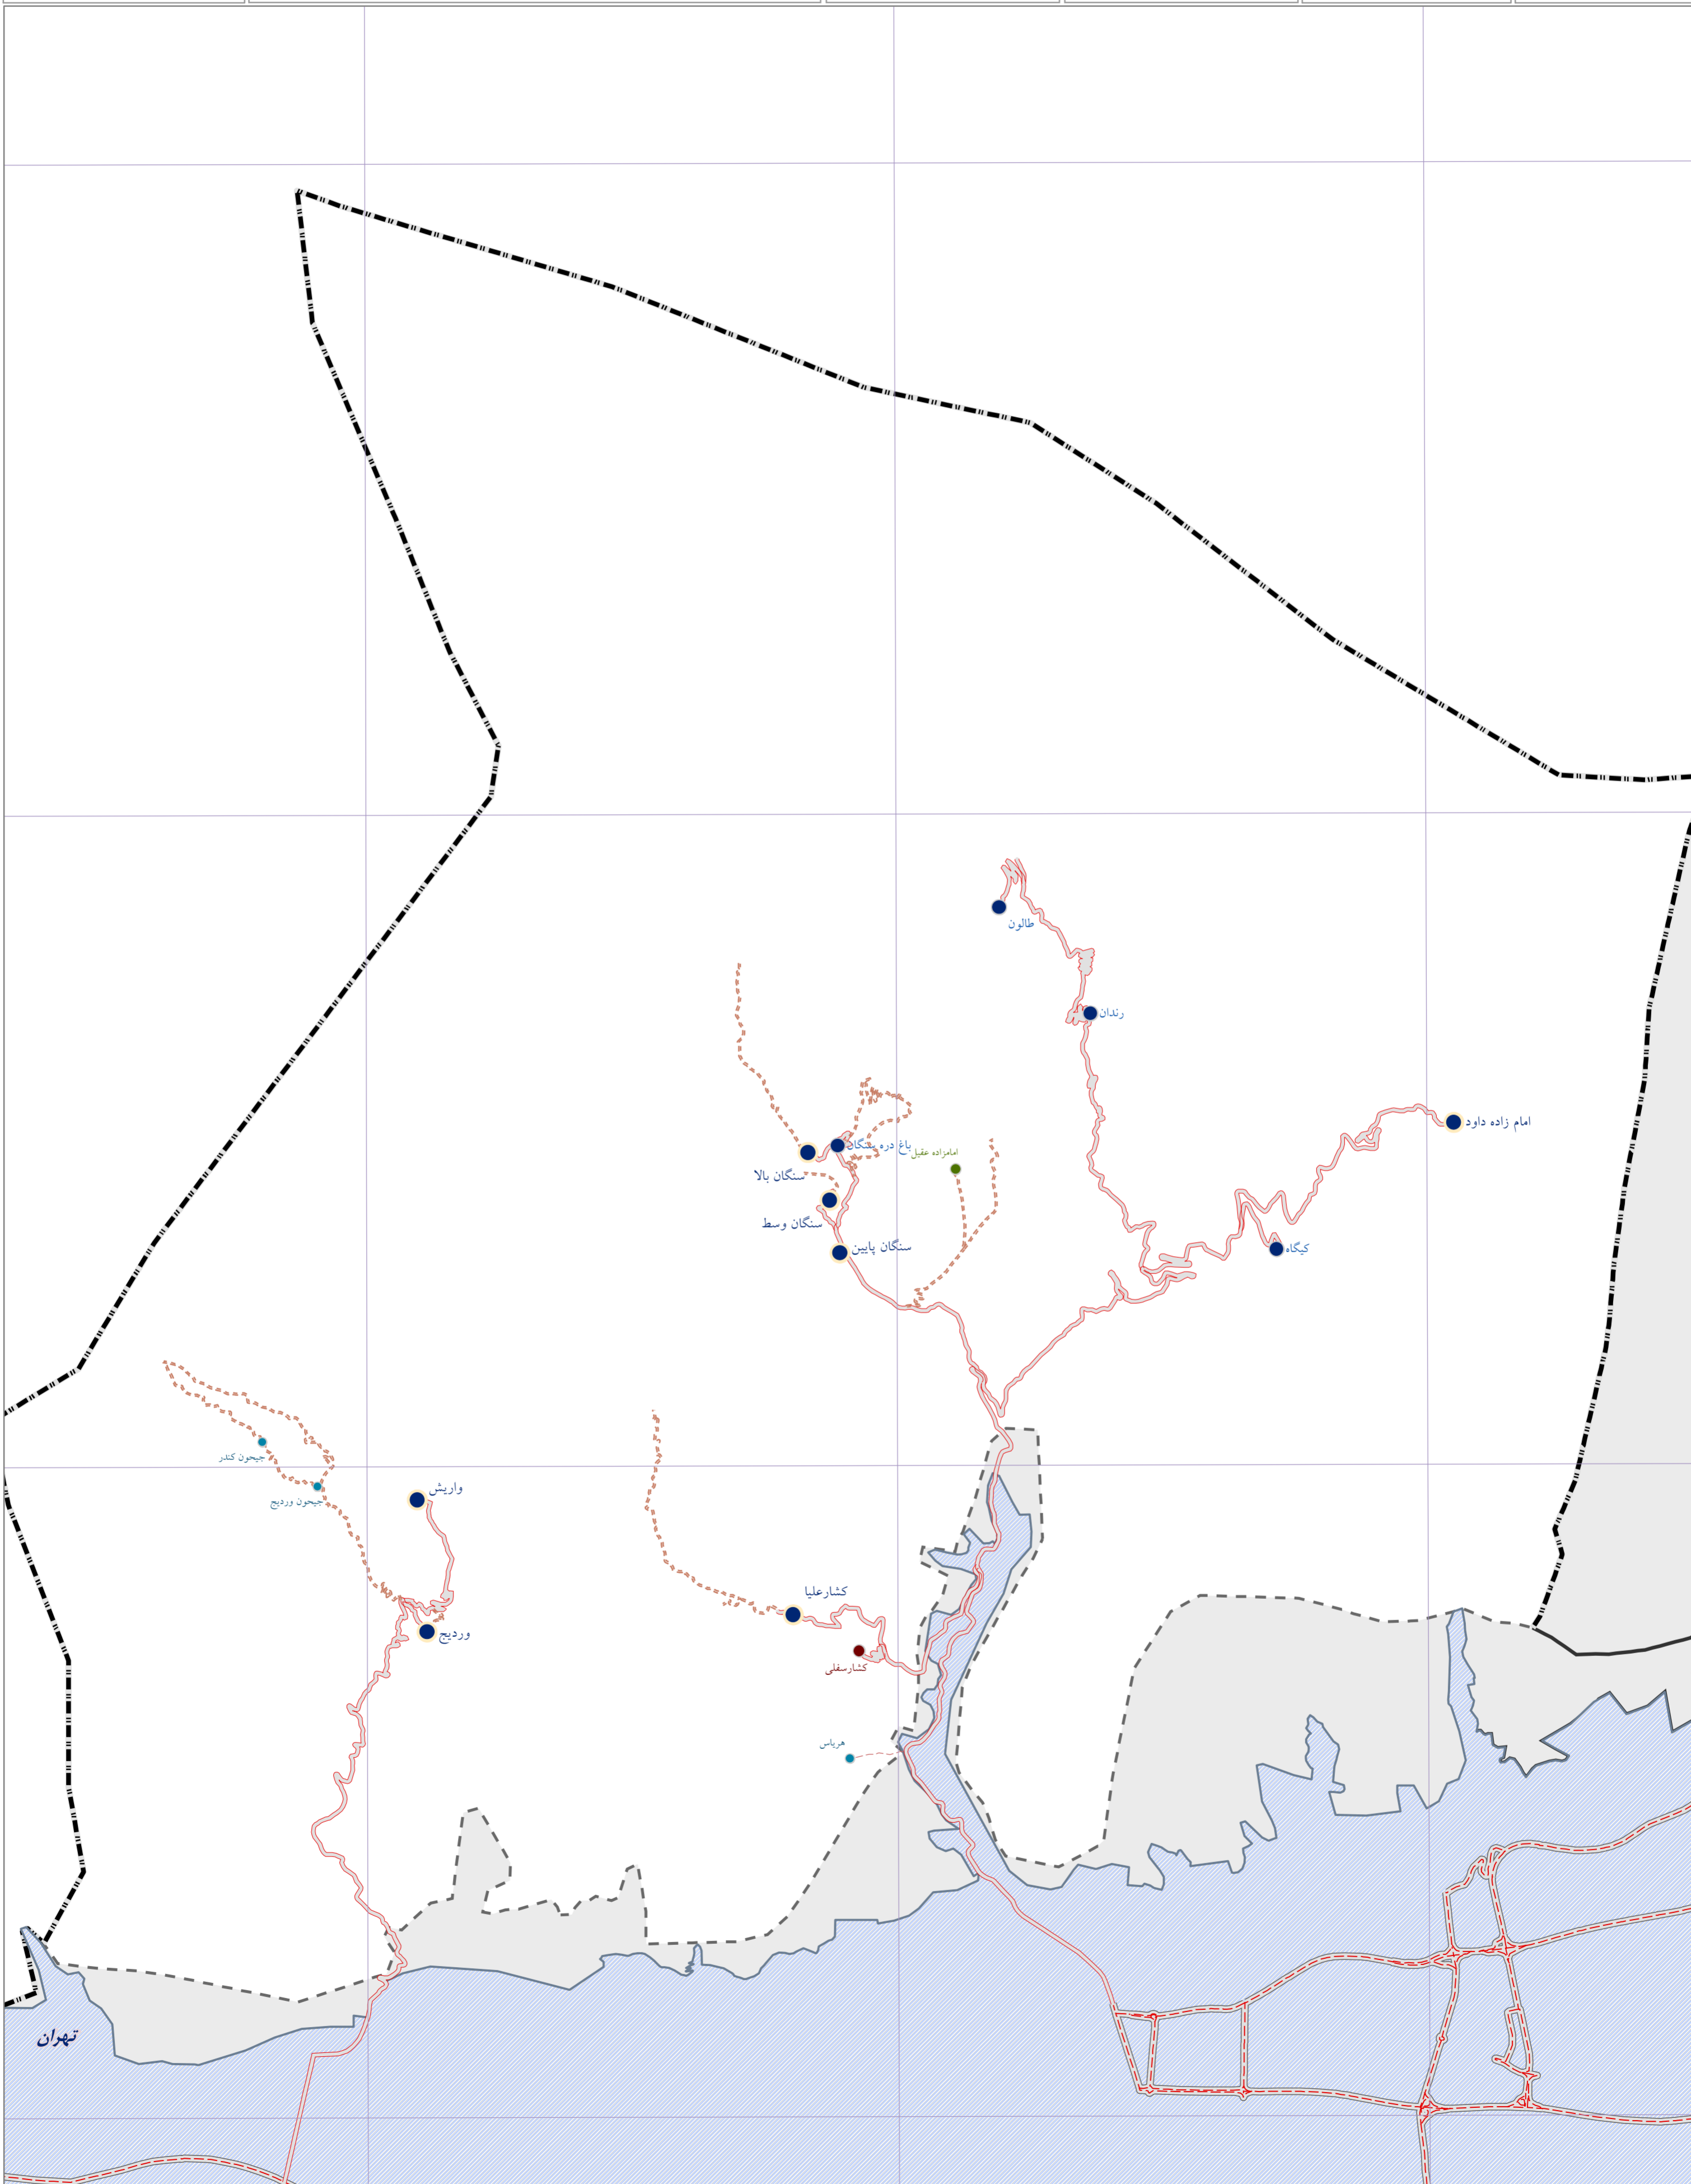 طالون
رندان
امام زاده داود
باغ دره سنگان
امامزاده عقیل
سنگان بالا
سنگان وسط
سنگان پایین
کیگاه
جیحون کندر
واریش
جیحون وردیج
کشارعلیا
وردیج
کشارسفلی
هریاس
تهران